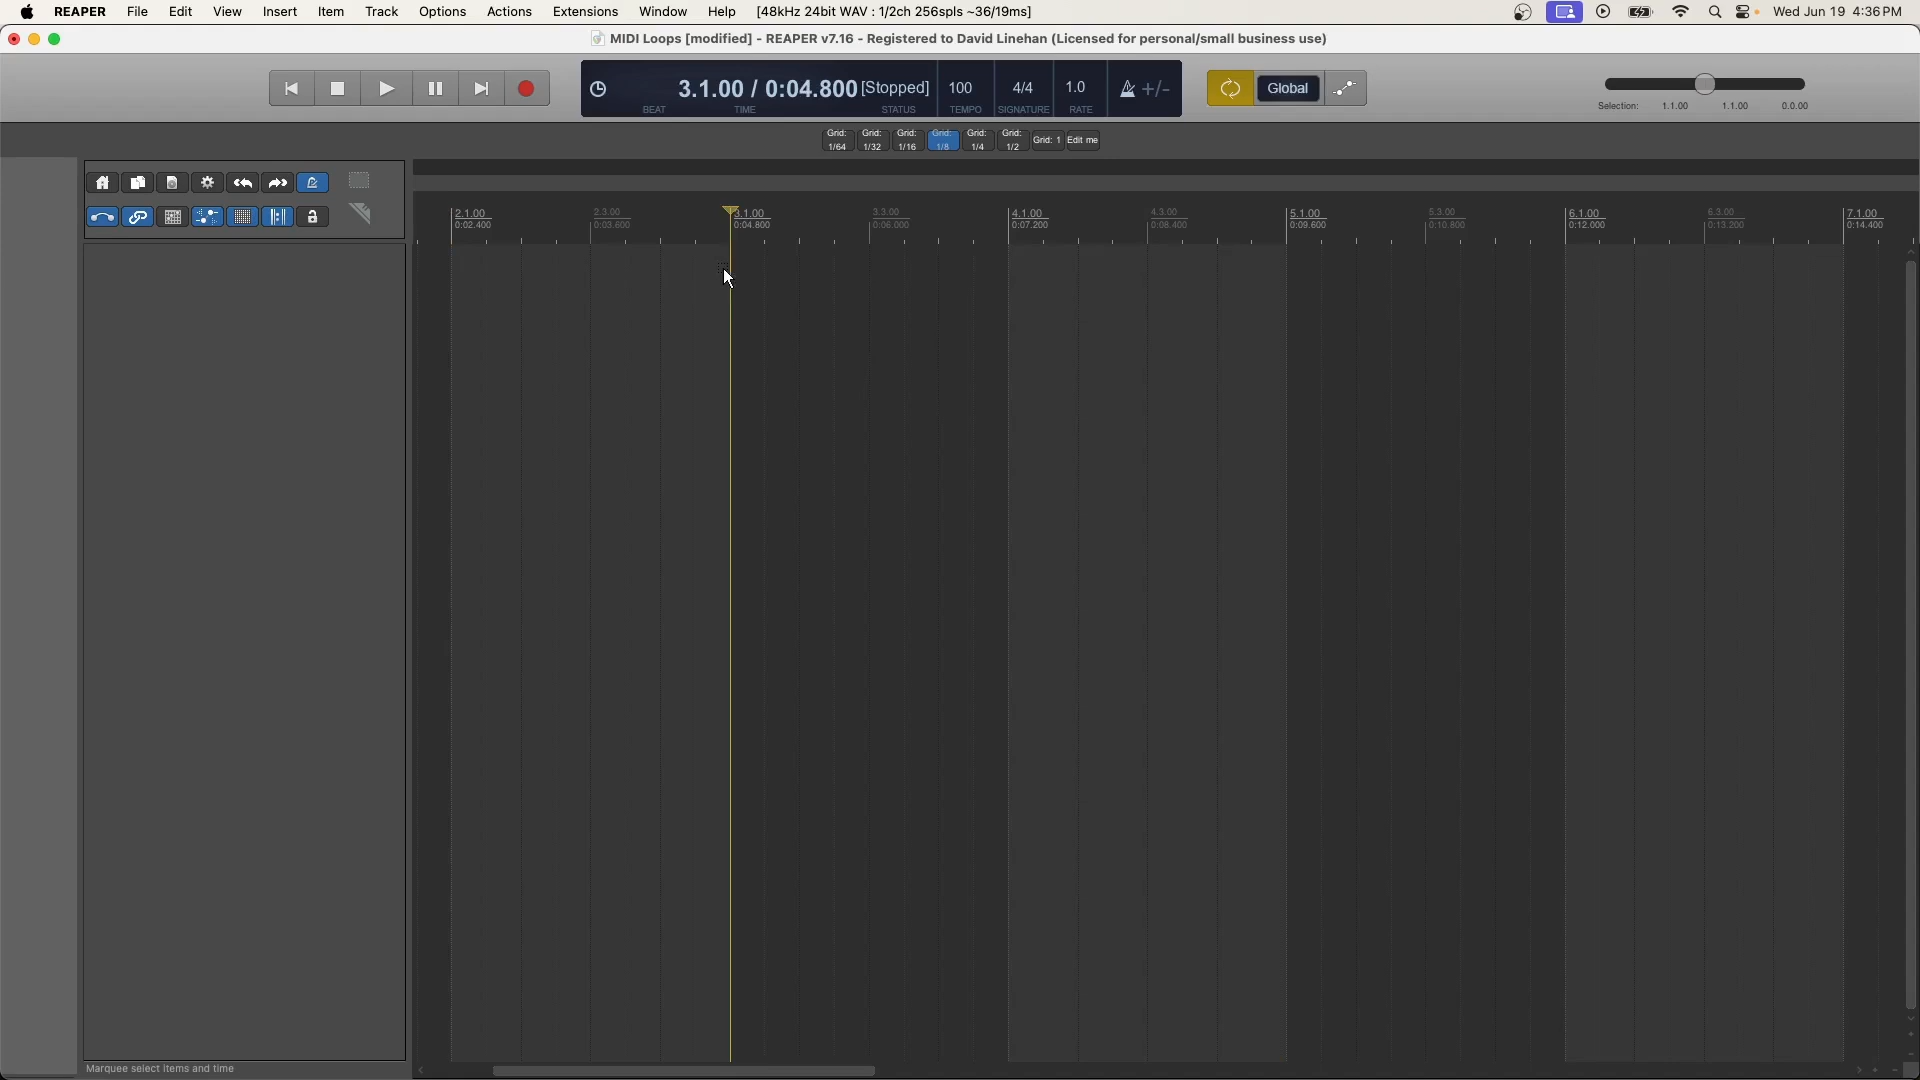 REAPER File Edit View Insert Item Track Options Actions Extensions Window Help [48kHz 24bit WAV : 1/2ch 256spls ~36/19ms] Wed Jun 19 4:36 PM
MIDI Loops [modified] - REAPER v7.16 - Registered to David Linehan (Licensed for personal/small business use)
3.1.00 / 0:04.800 [Stopped] 100 4/4 1.0 +/- Global
BEAT TIME STATUS TEMPO SIGNATURE RATE
Selection: 1.1.00 1.1.00 0.0.00
Grid: Grid: Grid: Grid: Grid: Grid: Grid: 1 Edit me
1/64 1/32 1/16 1/8 1/4 1/2
2.1.00 2.3.00 3.1.00 3.3.00 4.1.00 4.3.00 5.1.00 5.3.00 6.1.00 6.3.00 7.1.00
0:02.400 0:03.600 0:04.800 0:06.000 0:07.200 0:08.400 0:09.600 0:10.800 0:12.000 0:13.200 0:14.400
Marquee select items and time